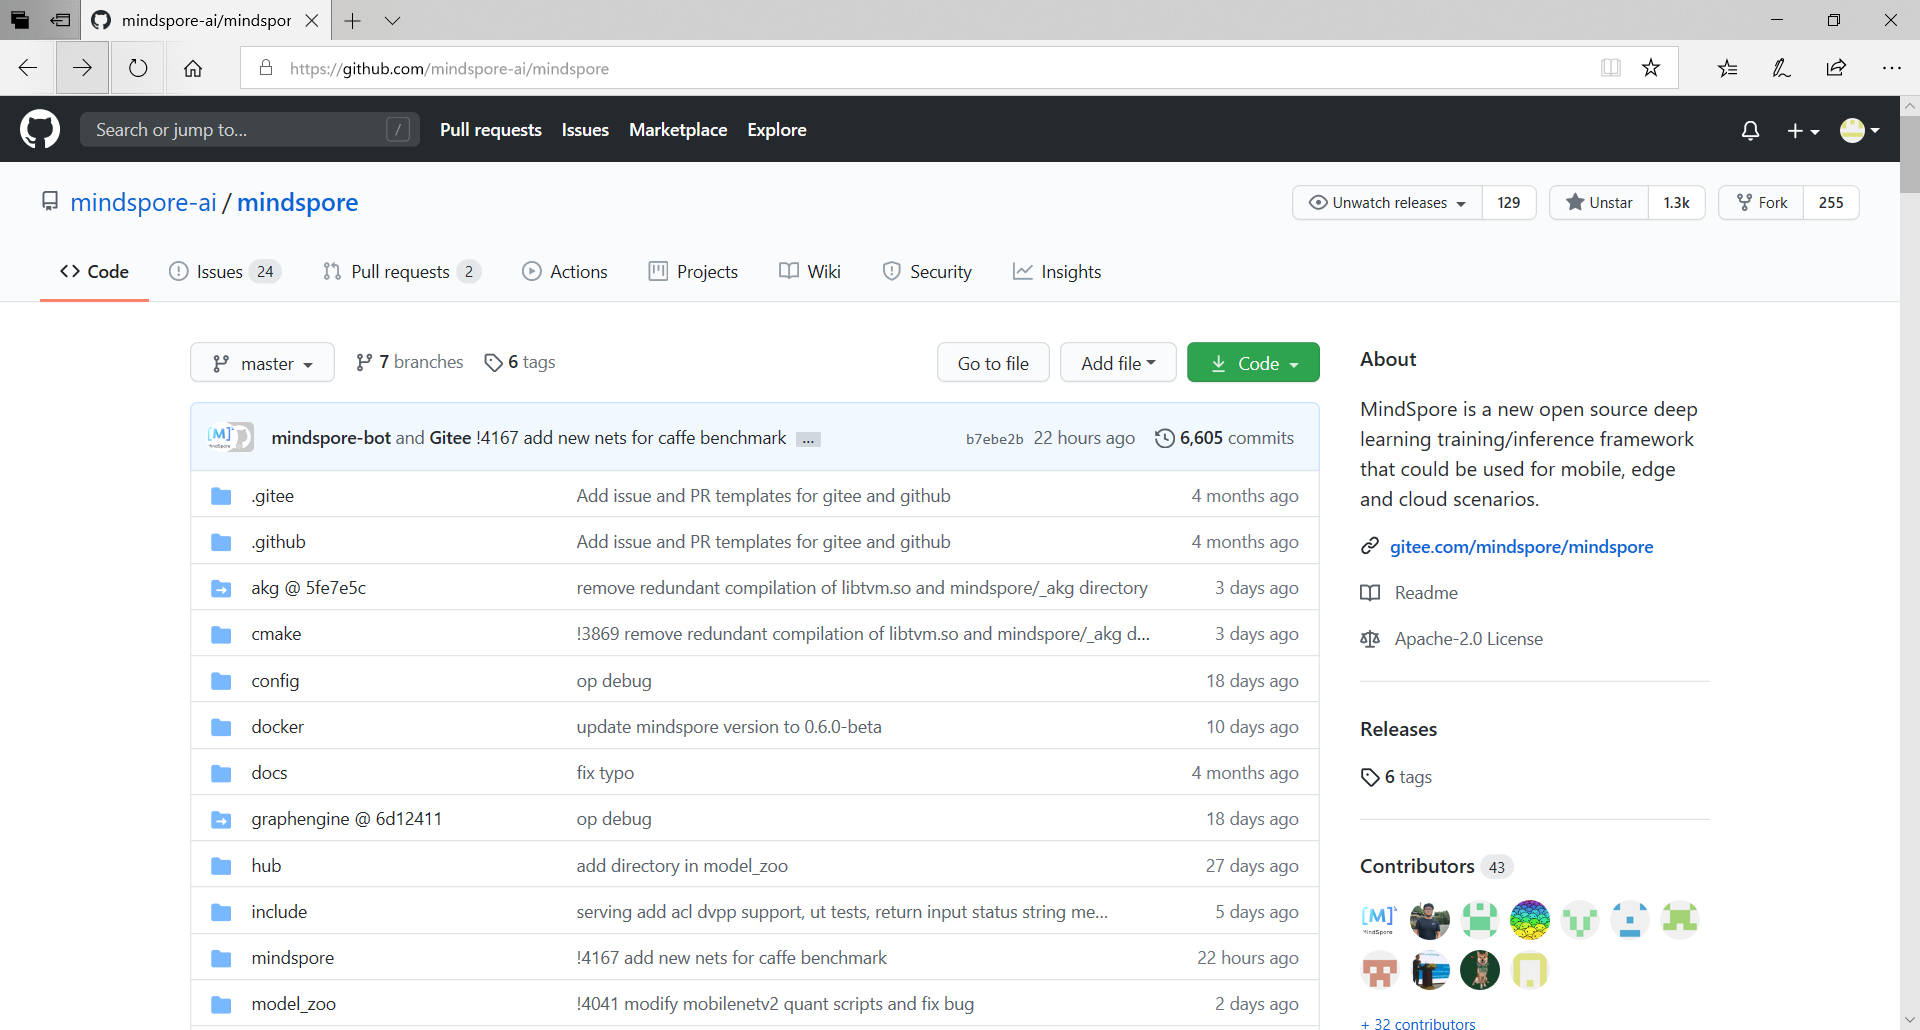 mindspore-ai/mindspor
https://github.com/mindspore-ai/mindspore
Search or jump to... / Pull requests Issues Marketplace Explore
mindspore-ai / mindspore
Unwatch releases 129 Unstar 1.3k Fork 255
Code Issues 24 Pull requests 2 Actions Projects Wiki Security Insights
master 7 branches 6 tags Go to file Add file Code
mindspore-bot and Gitee !4167 add new nets for caffe benchmark ... b7ebe2b 22 hours ago 6,605 commits
.gitee Add issue and PR templates for gitee and github 4 months ago
.github Add issue and PR templates for gitee and github 4 months ago
akg @ 5fe7e5c remove redundant compilation of libtvm.so and mindspore/_akg directory 3 days ago
cmake !3869 remove redundant compilation of libtvm.so and mindspore/_akg d... 3 days ago
config op debug 18 days ago
docker update mindspore version to 0.6.0-beta 10 days ago
docs fix typo 4 months ago
graphengine @ 6d12411 op debug 18 days ago
hub add directory in model_zoo 27 days ago
include serving add acl dvpp support, ut tests, return input status string me... 5 days ago
mindspore !4167 add new nets for caffe benchmark 22 hours ago
model_zoo !4041 modify mobilenetv2 quant scripts and fix bug 2 days ago
About
MindSpore is a new open source deep
learning training/inference framework
that could be used for mobile, edge
and cloud scenarios.
gitee.com/mindspore/mindspore
Readme
Apache-2.0 License
Releases
6 tags
Contributors 43
[M]
MindSpore
+ 32 contributors